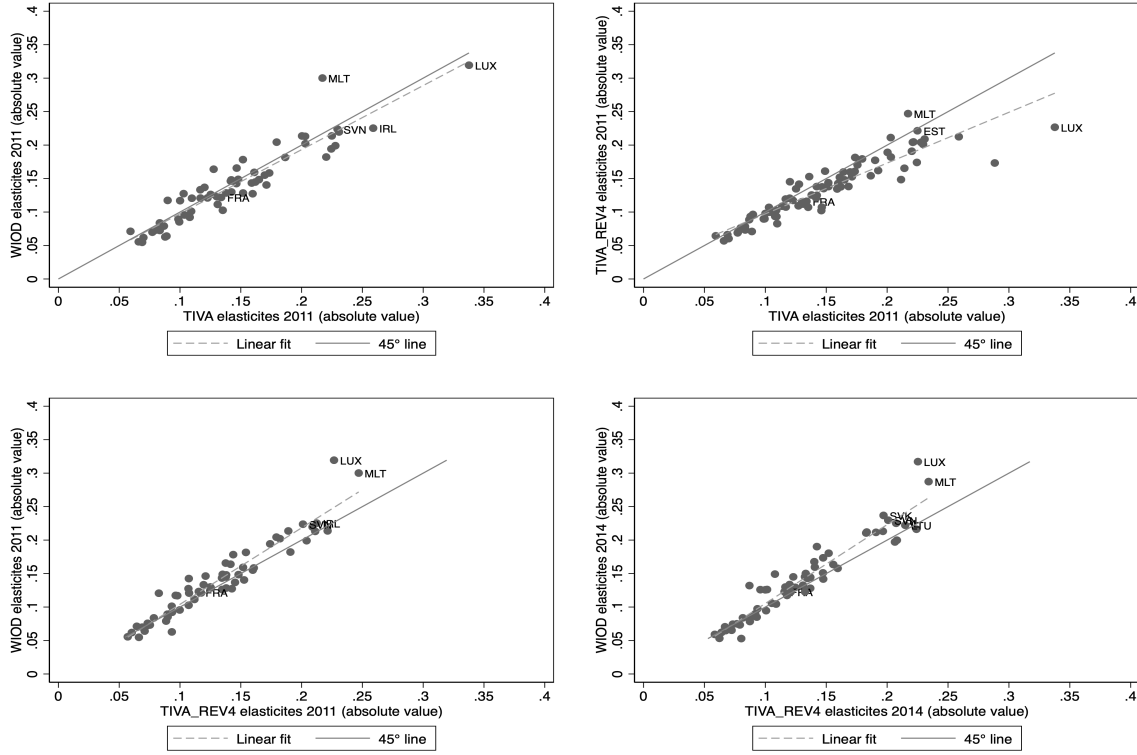 WIOD elasticites 2011 (absolute value)
0 .05 .1 .15 .2 .25 .3 .35 .4
MLT
LUX
SVN
IRL
FRA
0 .05 .1 .15 .2 .25 .3 .35 .4
TIVA elasticites 2011 (absolute value)
Linear fit 45° line
TIVA_REV4 elasticites 2011 (absolute value)
0 .05 .1 .15 .2 .25 .3 .35 .4
MLT
EST
LUX
FRA
0 .05 .1 .15 .2 .25 .3 .35 .4
TIVA elasticites 2011 (absolute value)
Linear fit 45° line
WIOD elasticites 2011 (absolute value)
0 .05 .1 .15 .2 .25 .3 .35 .4
LUX
MLT
SVN IRL
FRA
0 .05 .1 .15 .2 .25 .3 .35 .4
TIVA_REV4 elasticites 2011 (absolute value)
Linear fit 45° line
WIOD elasticites 2014 (absolute value)
0 .05 .1 .15 .2 .25 .3 .35 .4
LUX
MLT
SVK
SVN
FRA
0 .05 .1 .15 .2 .25 .3 .35 .4
TIVA_REV4 elasticites 2014 (absolute value)
Linear fit 45° line